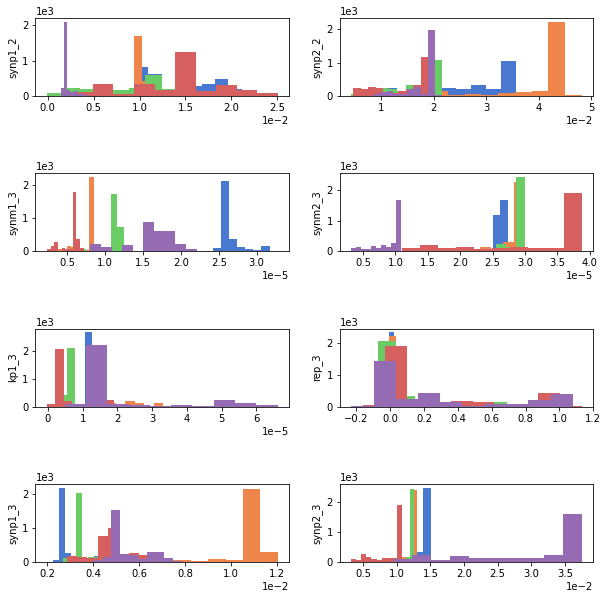 1e3 1e3
synp1_2 2 1 0 synp2_2 2 1 0
0.0 0.5 1.0 1.5 2.0 2.5 1 2 3 4 5
1e−2 1e−2
1e3 1e3
synm1_3 2 1 0 synm2_3 2 1 0
0.5 1.0 1.5 2.0 2.5 3.0 0.5 1.0 1.5 2.0 2.5 3.0 3.5 4.0
1e−5 1e−5
1e3 1e3
kp1_3 3 2 1 0 rep_3 2 1 0
0 1 2 3 4 5 6 −0.2 0.0 0.2 0.4 0.6 0.8 1.0 1.2
1e−5
1e3 1e3
synp1_3 2 1 0 synp2_3 2 1 0
0.2 0.4 0.6 0.8 1.0 1.2 0.5 1.0 1.5 2.0 2.5 3.0 3.5
1e−2 1e−2